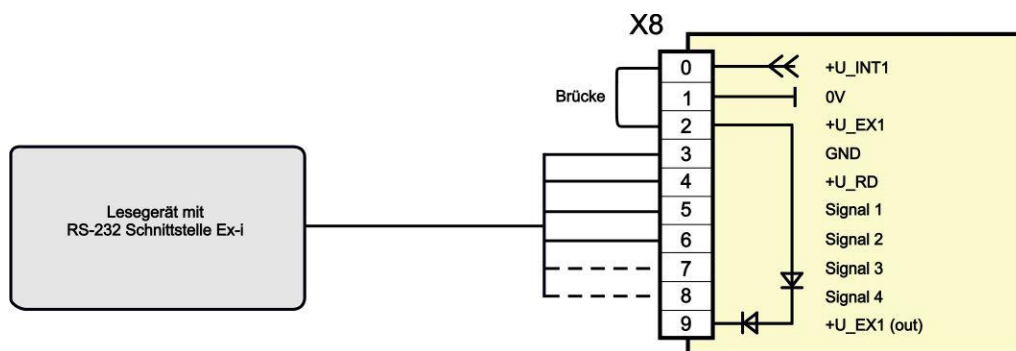 X8
0 +U_INT1
Brücke
1 0V
2 +U_EX1
3 GND
4 +U_RD
Lesegerät mit
RS-232 Schnittstelle Ex-i
5 Signal 1
6 Signal 2
7 Signal 3
8 Signal 4
9 +U_EX1 (out)